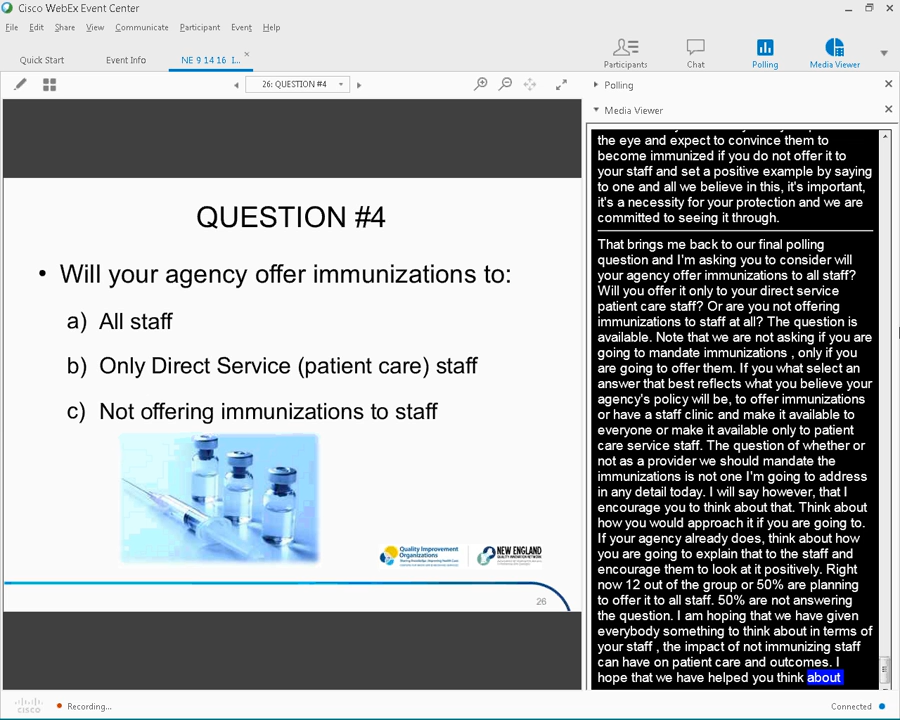 Cisco WebEx Event Center
File Edit Share View Communicate Participant Event Help
Quick Start Event Info NE 9 14 16 I... Participants Chat Polling Media Viewer
26: QUESTION #4
Polling
Media Viewer
QUESTION #4
• Will your agency offer immunizations to:
a) All staff
b) Only Direct Service (patient care) staff
c) Not offering immunizations to staff
Quality Improvement
Organizations
NEW ENGLAND
26
the eye and expect to convince them to
become immunized if you do not offer it to
your staff and set a positive example by saying
to one and all we believe in this, it's important,
it's a necessity for your protection and we are
committed to seeing it through.
That brings me back to our final polling
question and I'm asking you to consider will
your agency offer immunizations to all staff?
Will you offer it only to your direct service
patient care staff? Or are you not offering
immunizations to staff at all? The question is
available. Note that we are not asking if you are
going to mandate immunizations , only if you
are going to offer them. If you what select an
answer that best reflects what you believe your
agency's policy will be, to offer immunizations
or have a staff clinic and make it available to
everyone or make it available only to patient
care service staff. The question of whether or
not as a provider we should mandate the
immunizations is not one I'm going to address
in any detail today. I will say however, that I
encourage you to think about that. Think about
how you would approach it if you are going to.
If your agency already does, think about how
you are going to explain that to the staff and
encourage them to look at it positively. Right
now 12 out of the group or 50% are planning
to offer it to all staff. 50% are not answering
the question. I am hoping that we have given
everybody something to think about in terms of
your staff , the impact of not immunizing staff
can have on patient care and outcomes. I
hope that we have helped you think about
cisco Recording... Connected